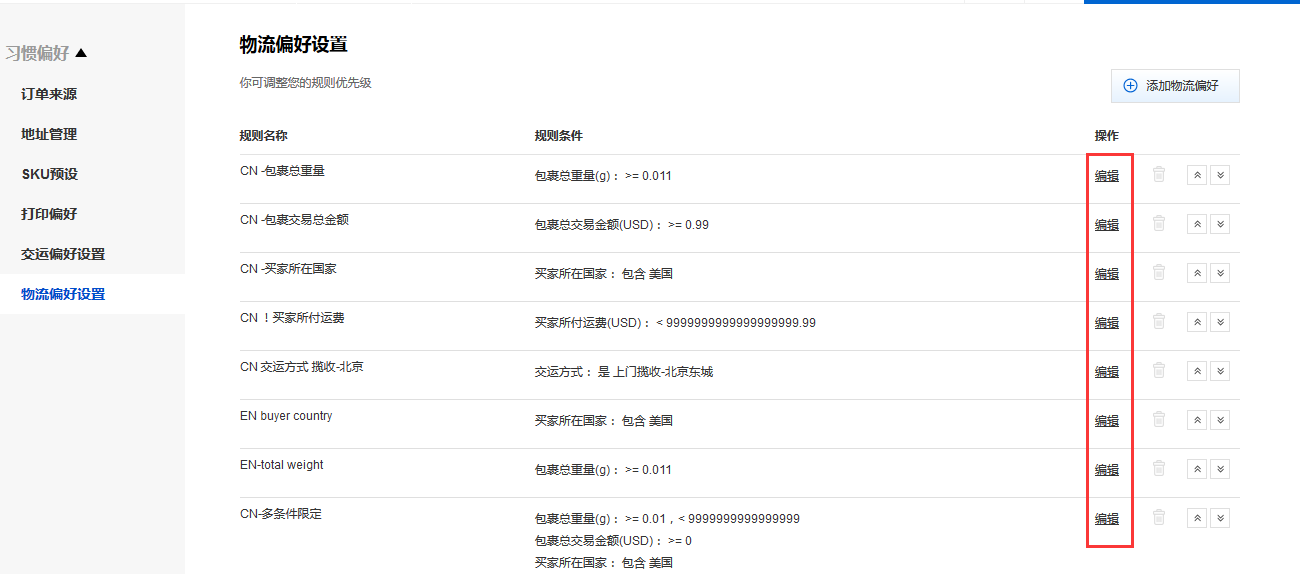 习惯偏好
订单来源
地址管理
SKU预设
打印偏好
交运偏好设置
物流偏好设置
物流偏好设置
你可调整您的规则优先级
添加物流偏好
规则名称 规则条件 操作
CN -包裹总重量 包裹总重量(g)： >= 0.011 编辑
CN -包裹交易总金额 包裹总交易金额(USD)： >= 0.99 编辑
CN -买家所在国家 买家所在国家： 包含 美国 编辑
CN ！买家所付运费 买家所付运费(USD)： < 9999999999999999999.99 编辑
CN 交运方式 揽收-北京 交运方式： 是 上门揽收-北京东城 编辑
EN buyer country 买家所在国家： 包含 美国 编辑
EN-total weight 包裹总重量(g)： >= 0.011 编辑
CN-多条件限定 包裹总重量(g)： >= 0.01，< 9999999999999999 编辑
包裹总交易金额(USD)： >= 0
买家所在国家： 包含 美国